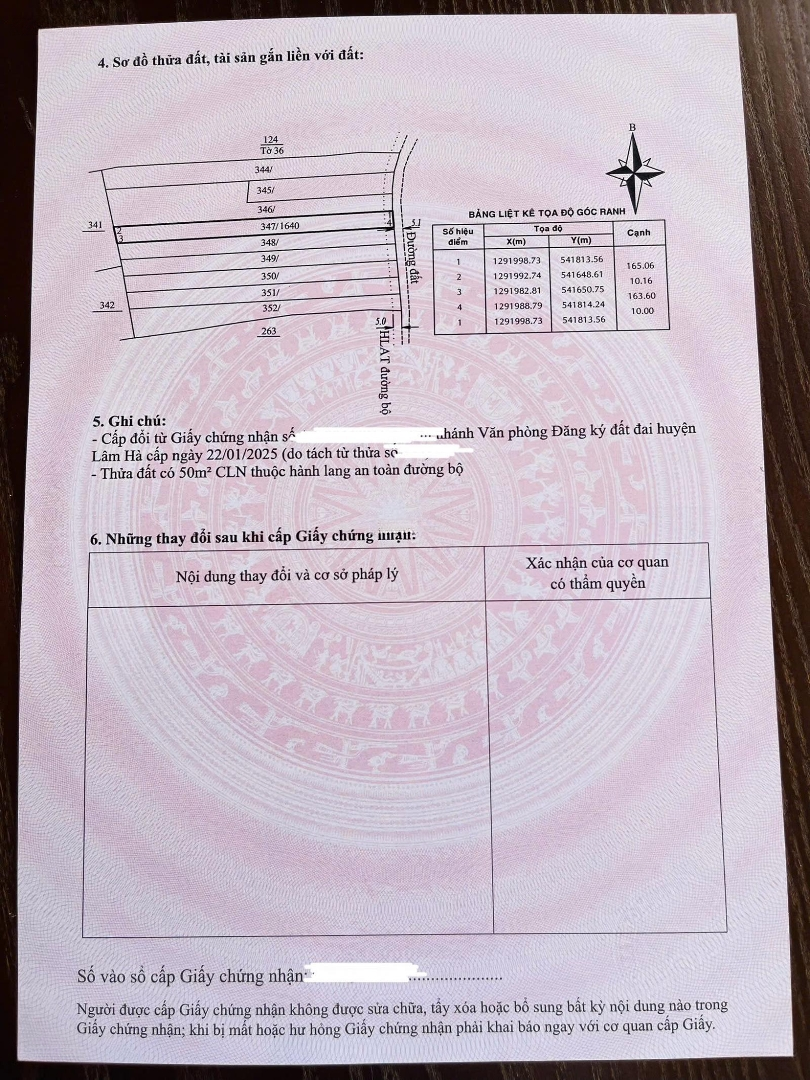 4. Sơ đồ thửa đất, tài sản gắn liền với đất:
B
124
Tờ 36
344/
345/
346/
341
2
1
347/1640
4
5.1
3
348/
349/
350/
351/
342
352/
263
5.0
Đường đất
HLAT đường bộ
BẢNG LIỆT KÊ TỌA ĐỘ GÓC RANH
Số hiệu điểm Tọa độ Cạnh
X(m) Y(m)
1 1291998.73 541813.56
165.06
2 1291992.74 541648.61
10.16
3 1291982.81 541650.75
163.60
4 1291988.79 541814.24
10.00
1 1291998.73 541813.56
5. Ghi chú:
- Cấp đổi từ Giấy chứng nhận số hánh Văn phòng Đăng ký đất đai huyện
Lâm Hà cấp ngày 22/01/2025 (do tách từ thửa số
- Thửa đất có 50m² CLN thuộc hành lang an toàn đường bộ
6. Những thay đổi sau khi cấp Giấy chứng nhận:
Nội dung thay đổi và cơ sở pháp lý
Xác nhận của cơ quan
có thẩm quyền
Số vào sổ cấp Giấy chứng nhận:
Người được cấp Giấy chứng nhận không được sửa chữa, tẩy xóa hoặc bổ sung bất kỳ nội dung nào trong
Giấy chứng nhận; khi bị mất hoặc hư hỏng Giấy chứng nhận phải khai báo ngay với cơ quan cấp Giấy.